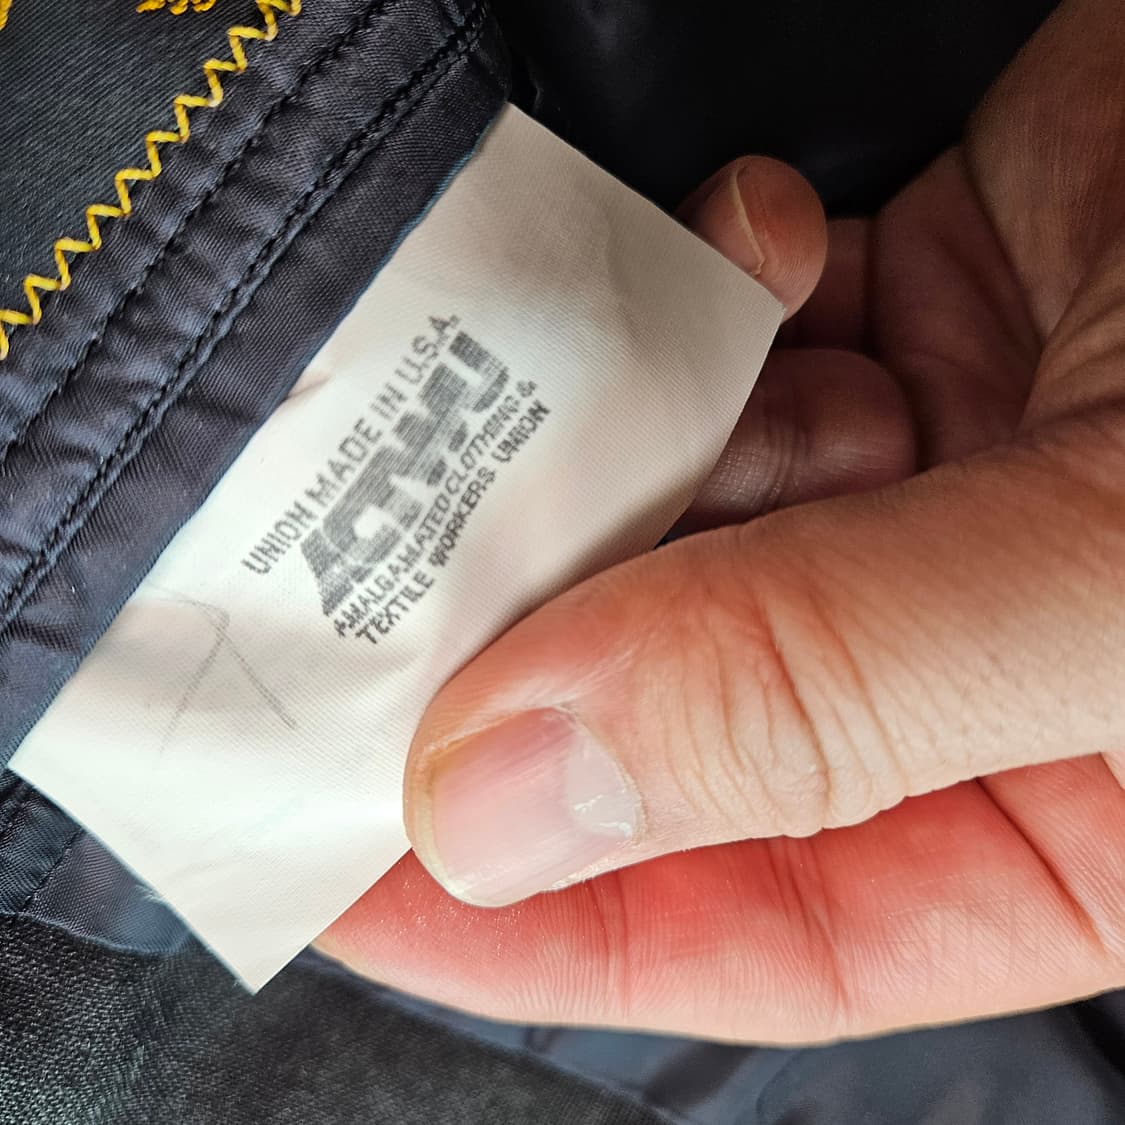 UNION MADE IN U.S.A.
ACTWU
AMALGAMATED CLOTHING &
TEXTILE WORKERS UNION